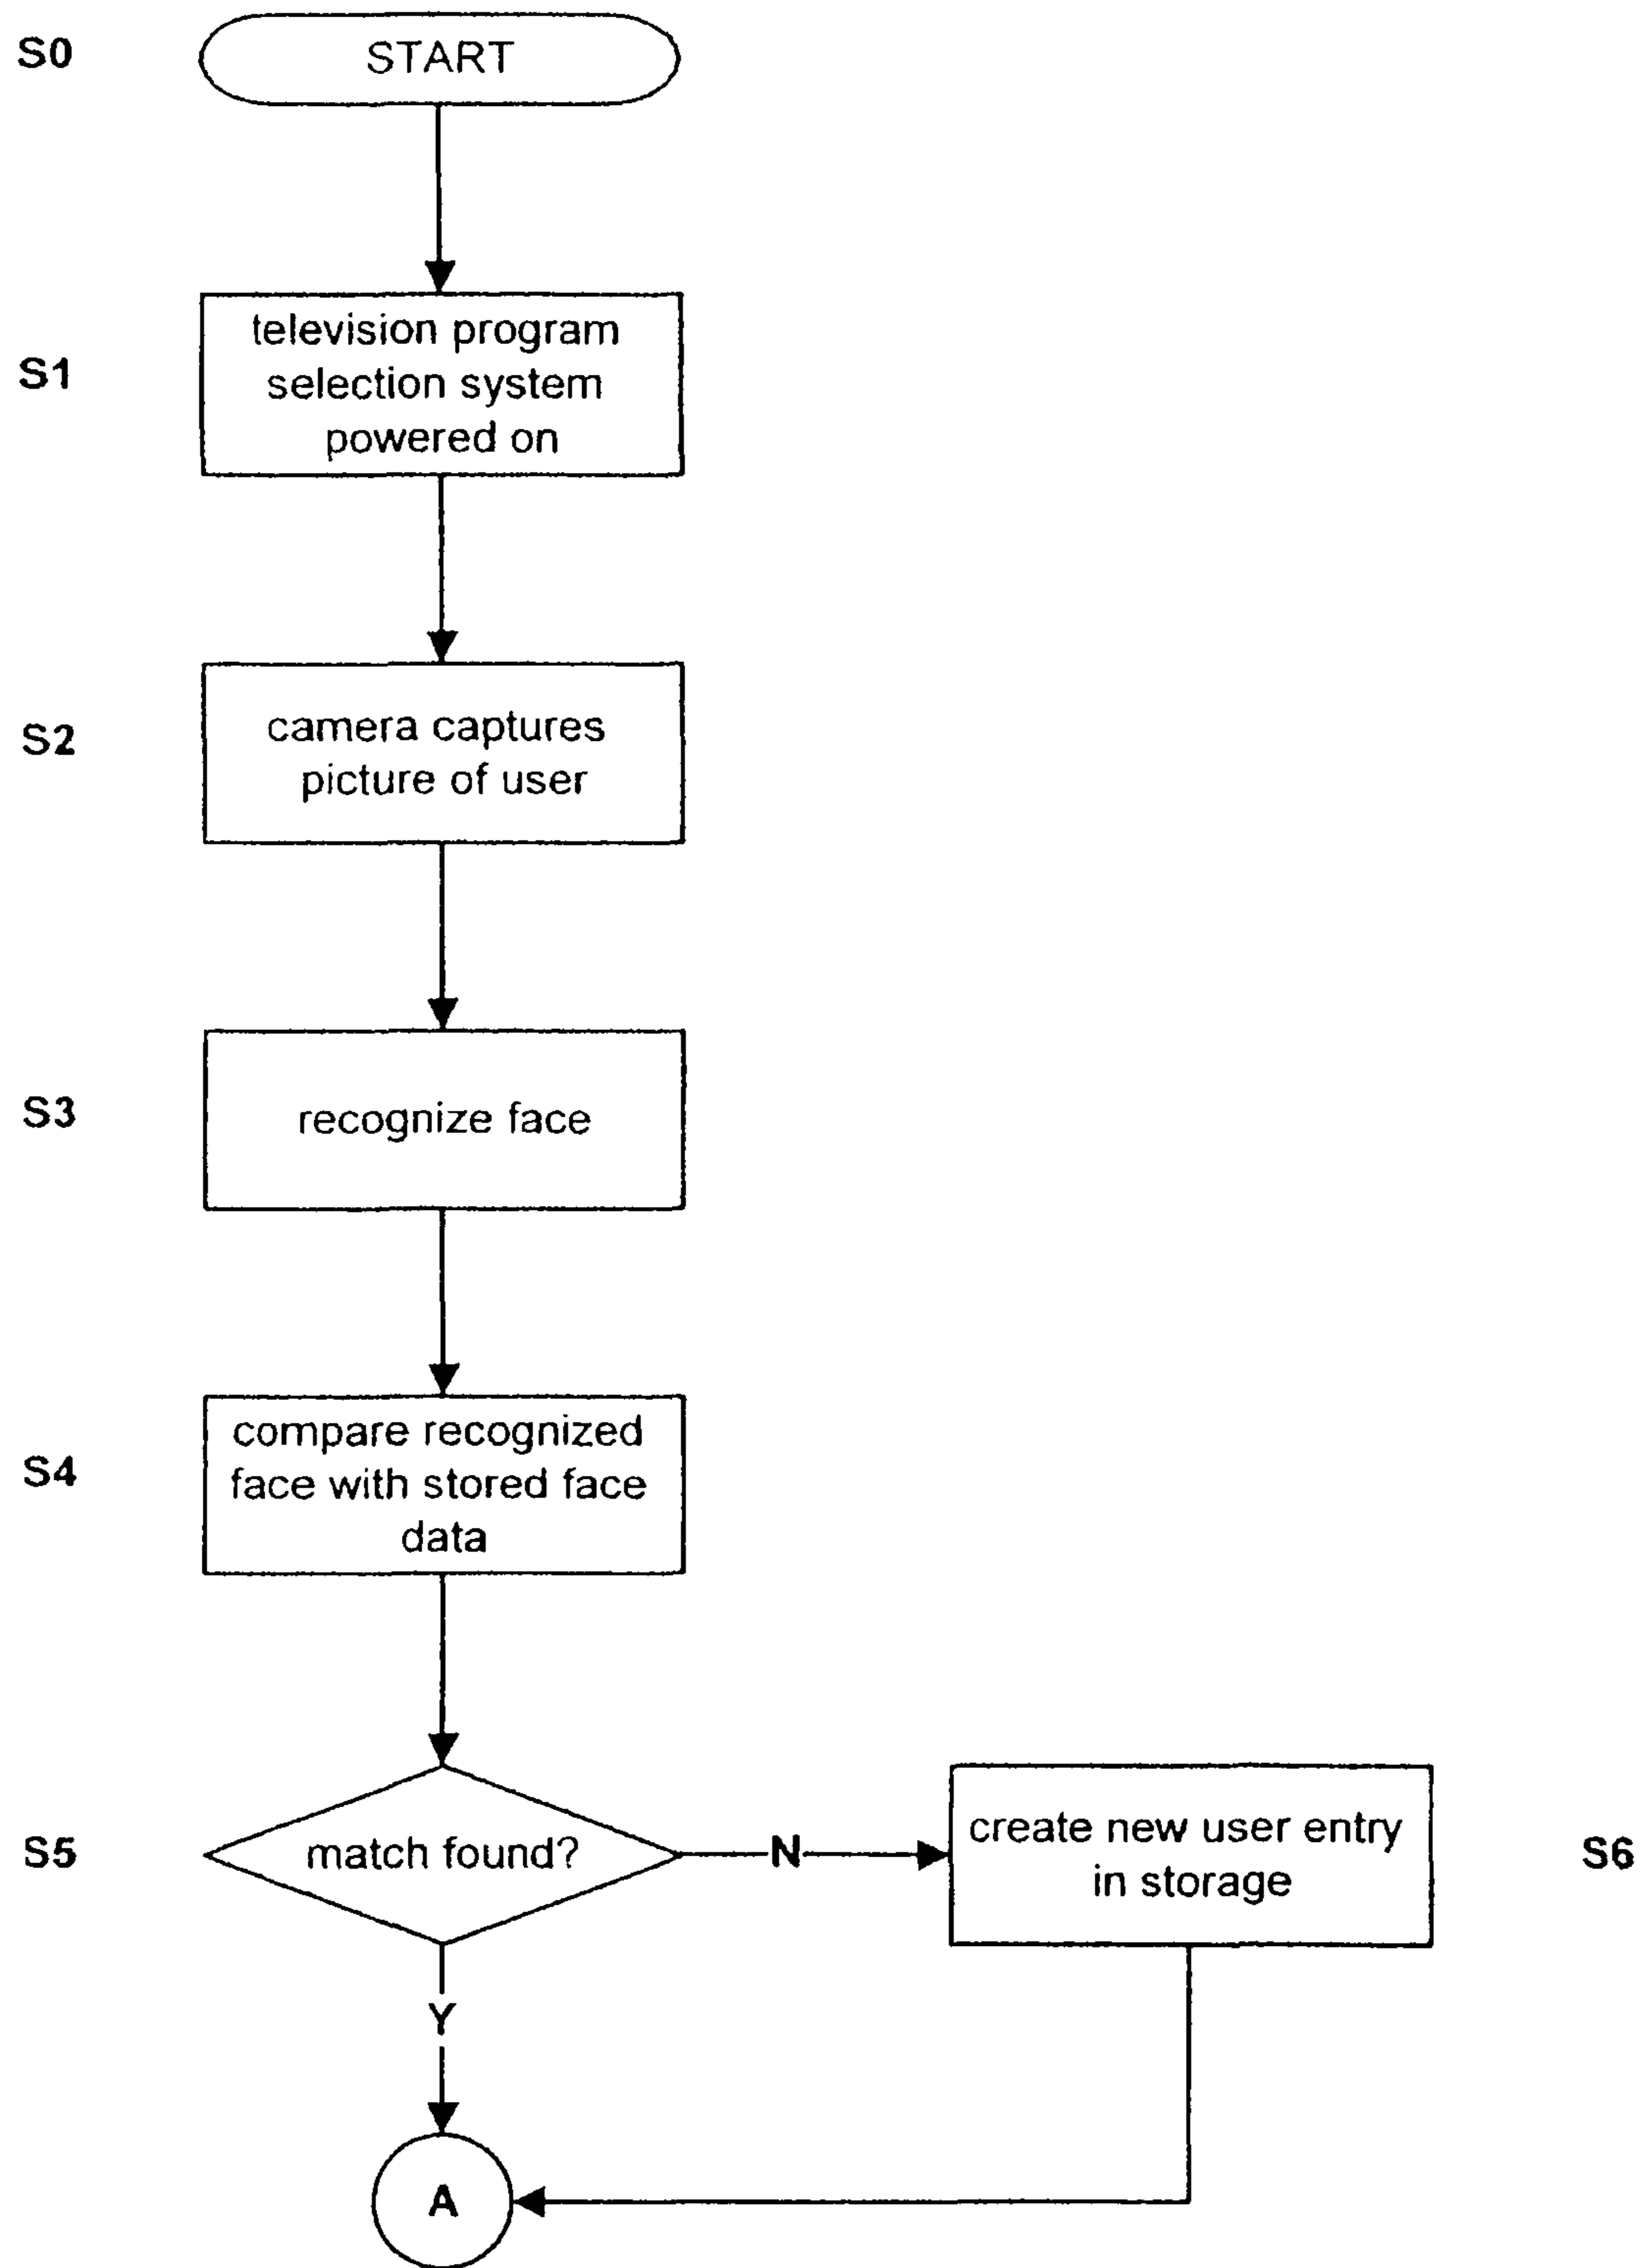 S0
START
S1
television program
selection system
powered on
S2
camera captures
picture of user
S3
recognize face
S4
compare recognized
face with stored face
data
S5
match found?
N
create new user entry
in storage
S6
Y
A